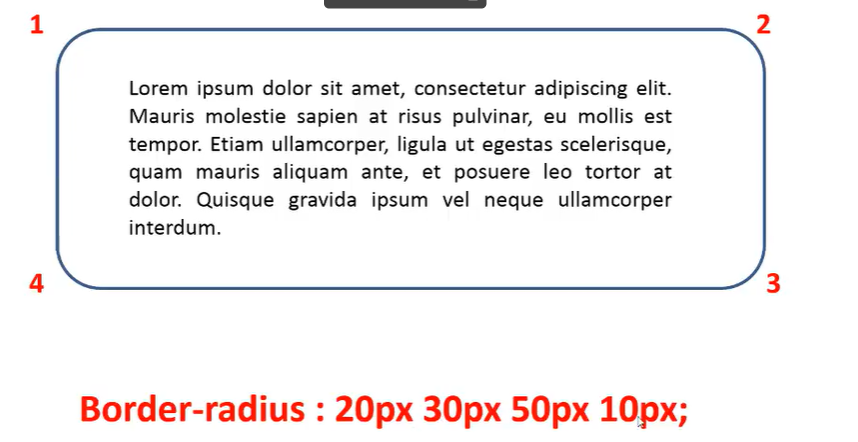 1
2
Lorem ipsum dolor sit amet, consectetur adipiscing elit.
Mauris molestie sapien at risus pulvinar, eu mollis est
tempor. Etiam ullamcorper, ligula ut egestas scelerisque,
quam mauris aliquam ante, et posuere leo tortor at
dolor. Quisque gravida ipsum vel neque ullamcorper
interdum.
4
3
Border-radius : 20px 30px 50px 10px;